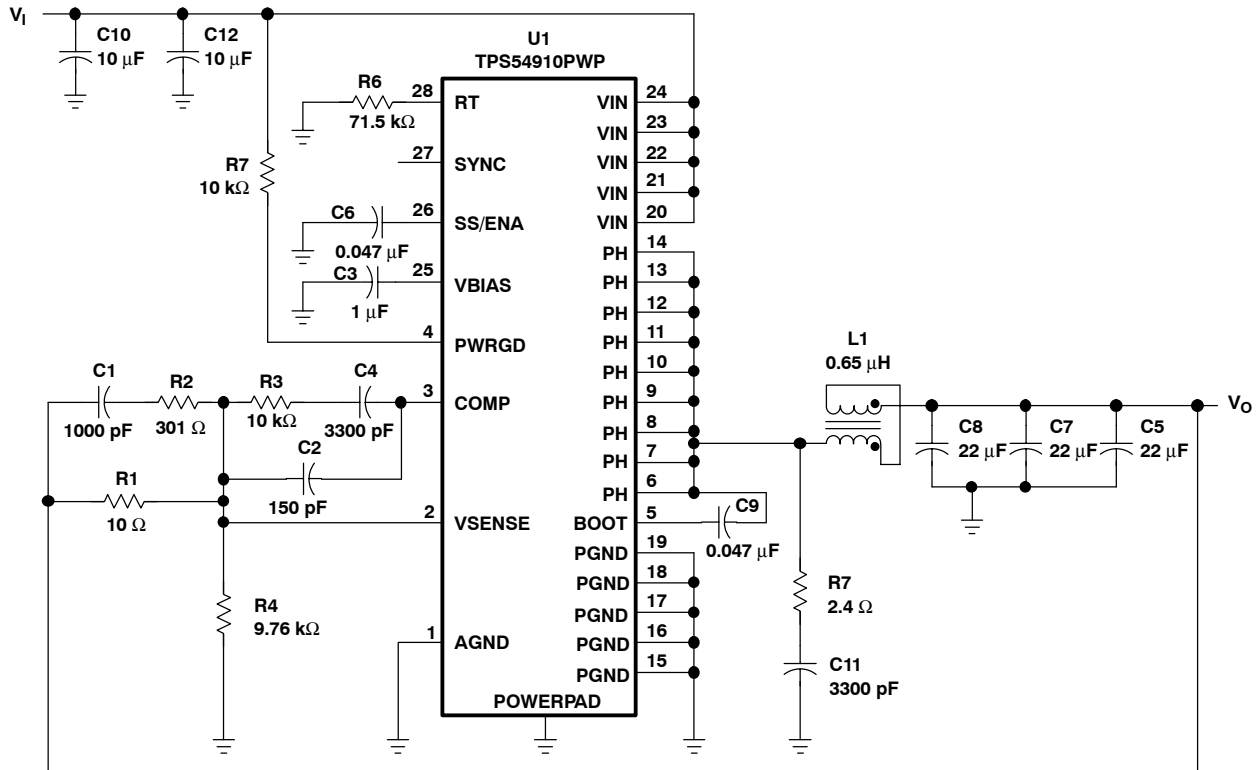 V_I
C10
10 μF
C12
10 μF
U1
TPS54910PWP
R6
71.5 kΩ
28
RT
27
SYNC
R7
10 kΩ
C6
0.047 μF
26
SS/ENA
C3
1 μF
25
VBIAS
4
PWRGD
C1
1000 pF
R2
301 Ω
R3
10 kΩ
C4
3300 pF
3
COMP
C2
150 pF
R1
10 Ω
2
VSENSE
R4
9.76 kΩ
1
AGND
POWERPAD
VIN
24
VIN
23
VIN
22
VIN
21
VIN
20
PH
14
PH
13
PH
12
PH
11
PH
10
PH
9
PH
8
PH
7
PH
6
BOOT
5
C9
0.047 μF
PGND
19
PGND
18
PGND
17
PGND
16
PGND
15
L1
0.65 μH
V_O
C8
22 μF
C7
22 μF
C5
22 μF
R7
2.4 Ω
C11
3300 pF